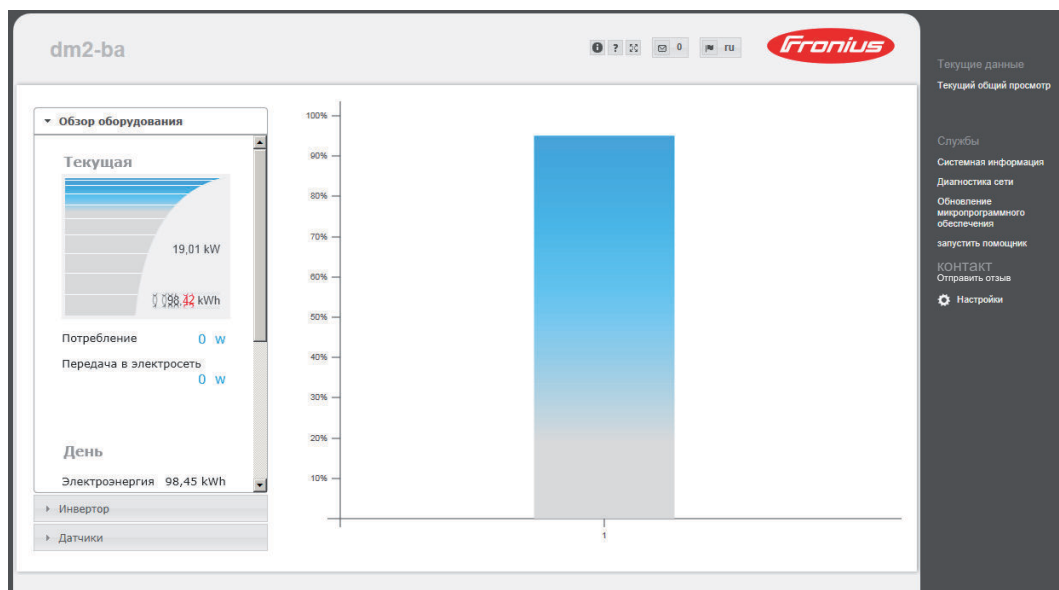 dm2-ba
i ? 0 ru
Fronius
Обзор оборудования
Текущая
19,01 kW
98.42 kWh
Потребление 0 W
Передача в электросеть
0 W
День
Электроэнергия 98,45 kWh
Инвертор
Датчики
100%
90%
80%
70%
60%
50%
40%
30%
20%
10%
1
Текущие данные
Текущий общий просмотр
Службы
Системная информация
Диагностика сети
Обновление
микропрограммного
обеспечения
запустить помощник
КОНТАКТ
Отправить отзыв
Настройки